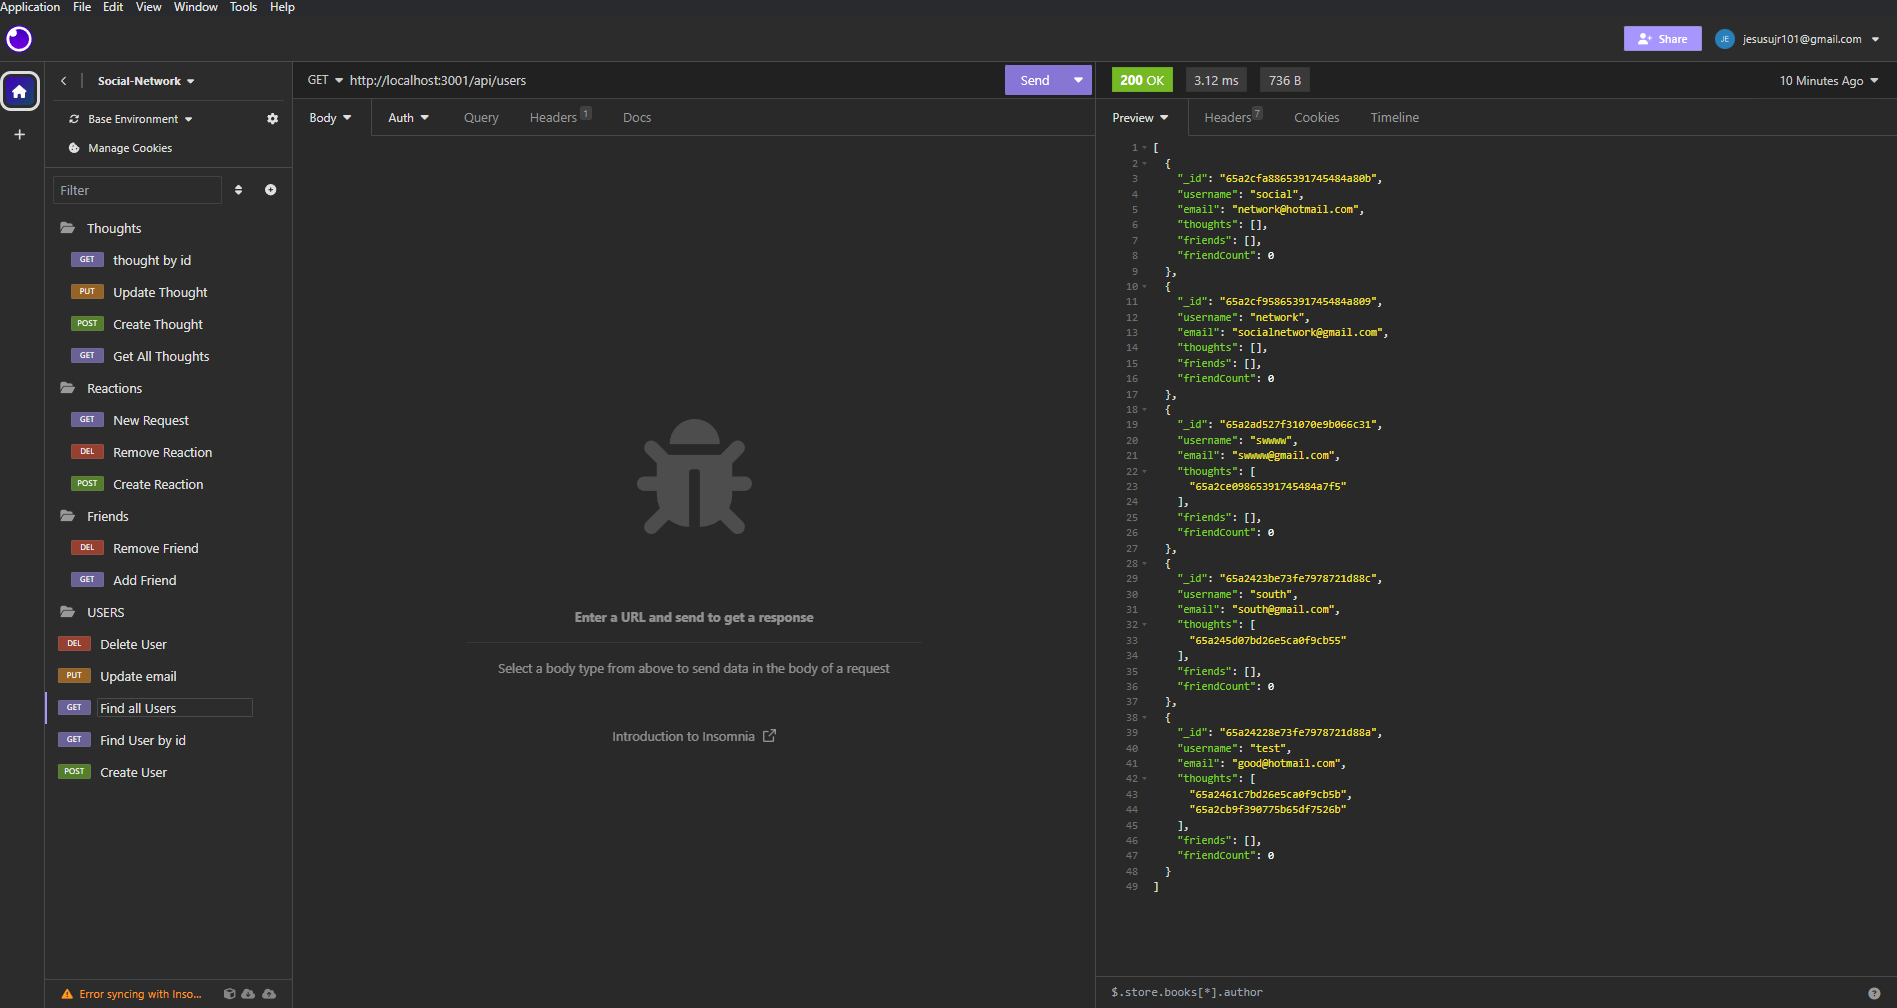 Application File Edit View Window Tools Help
Share
JE jesusujr101@gmail.com
Social-Network
Base Environment
Manage Cookies
Filter
Thoughts
GET thought by id
PUT Update Thought
POST Create Thought
GET Get All Thoughts
Reactions
GET New Request
DEL Remove Reaction
POST Create Reaction
Friends
DEL Remove Friend
GET Add Friend
USERS
DEL Delete User
PUT Update email
GET Find all Users
GET Find User by id
POST Create User
Error syncing with Inso...
GET http://localhost:3001/api/users
Send
Body Auth Query Headers 1 Docs
Enter a URL and send to get a response
Select a body type from above to send data in the body of a request
Introduction to Insomnia
200 OK 3.12 ms 736 B 10 Minutes Ago
Preview Headers 7 Cookies Timeline
1 [
2 {
3 "_id": "65a2cfa8865391745484a80b",
4 "username": "social",
5 "email": "network@hotmail.com",
6 "thoughts": [],
7 "friends": [],
8 "friendCount": 0
9 },
10 {
11 "_id": "65a2cf95865391745484a809",
12 "username": "network",
13 "email": "socialnetwork@gmail.com",
14 "thoughts": [],
15 "friends": [],
16 "friendCount": 0
17 },
18 {
19 "_id": "65a2ad527f31070e9b066c31",
20 "username": "swwww",
21 "email": "swwww@gmail.com",
22 "thoughts": [
23 "65a2ce09865391745484a7f5"
24 ],
25 "friends": [],
26 "friendCount": 0
27 },
28 {
29 "_id": "65a2423be73fe7978721d88c",
30 "username": "south",
31 "email": "south@gmail.com",
32 "thoughts": [
33 "65a245d07bd26e5ca0f9cb55"
34 ],
35 "friends": [],
36 "friendCount": 0
37 },
38 {
39 "_id": "65a24228e73fe7978721d88a",
40 "username": "test",
41 "email": "good@hotmail.com",
42 "thoughts": [
43 "65a2461c7bd26e5ca0f9cb5b",
44 "65a2cb9f390775b65df7526b"
45 ],
46 "friends": [],
47 "friendCount": 0
48 }
49 ]
$.store.books[*].author